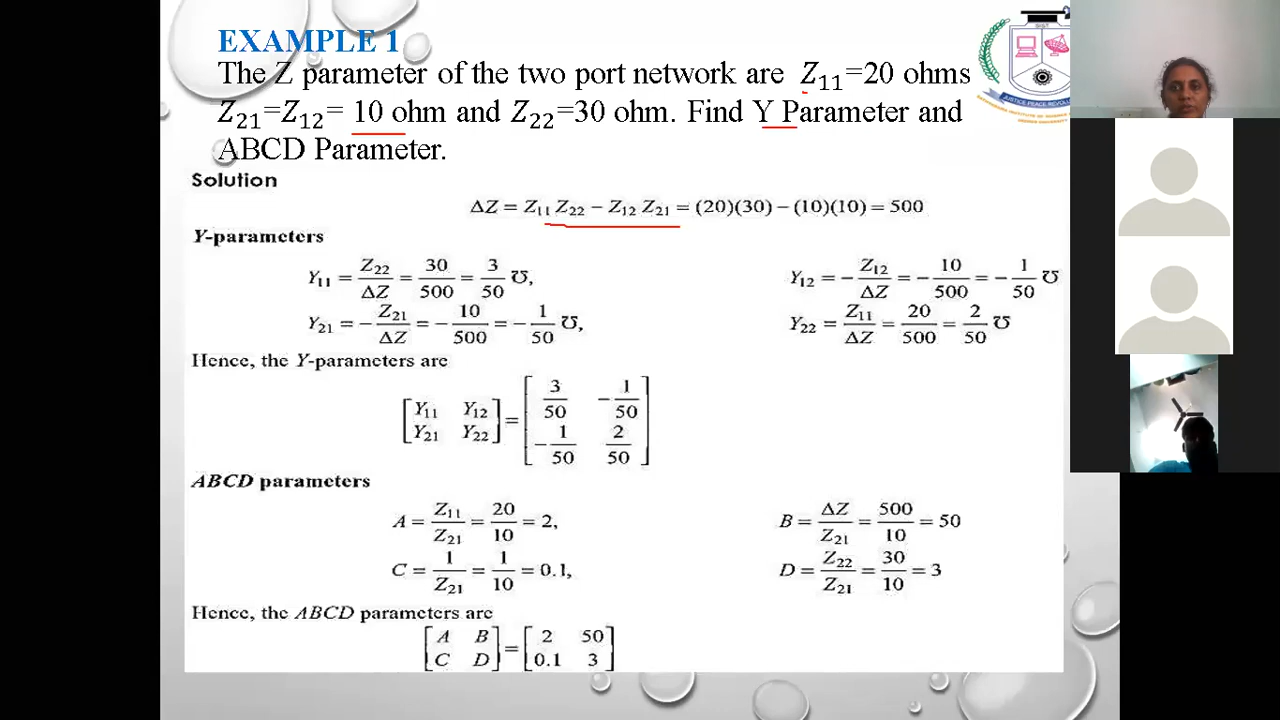 EXAMPLE 1
The Z parameter of the two port network are Z₁₁=20 ohms
Z₂₁=Z₁₂= 10 ohm and Z₂₂=30 ohm. Find Y Parameter and
ABCD Parameter.
Solution
ΔZ = Z₁₁ Z₂₂ − Z₁₂ Z₂₁ = (20)(30) − (10)(10) = 500
Y-parameters
Y₁₁ = Z₂₂/ΔZ = 30/500 = 3/50 ℧, Y₁₂ = −Z₁₂/ΔZ = −10/500 = −1/50 ℧
Y₂₁ = −Z₂₁/ΔZ = −10/500 = −1/50 ℧, Y₂₂ = Z₁₁/ΔZ = 20/500 = 2/50 ℧
Hence, the Y-parameters are
[Y₁₁ Y₁₂; Y₂₁ Y₂₂] = [3/50 −1/50; −1/50 2/50]
ABCD parameters
A = Z₁₁/Z₂₁ = 20/10 = 2, B = ΔZ/Z₂₁ = 500/10 = 50
C = 1/Z₂₁ = 1/10 = 0.1, D = Z₂₂/Z₂₁ = 30/10 = 3
Hence, the ABCD parameters are
[A B; C D] = [2 50; 0.1 3]